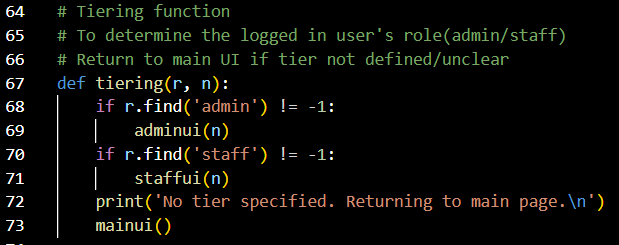 64 # Tiering function
65 # To determine the logged in user's role(admin/staff)
66 # Return to main UI if tier not defined/unclear
67 def tiering(r, n):
68     if r.find('admin') != -1:
69         adminui(n)
70     if r.find('staff') != -1:
71         staffui(n)
72     print('No tier specified. Returning to main page.\n')
73     mainui()